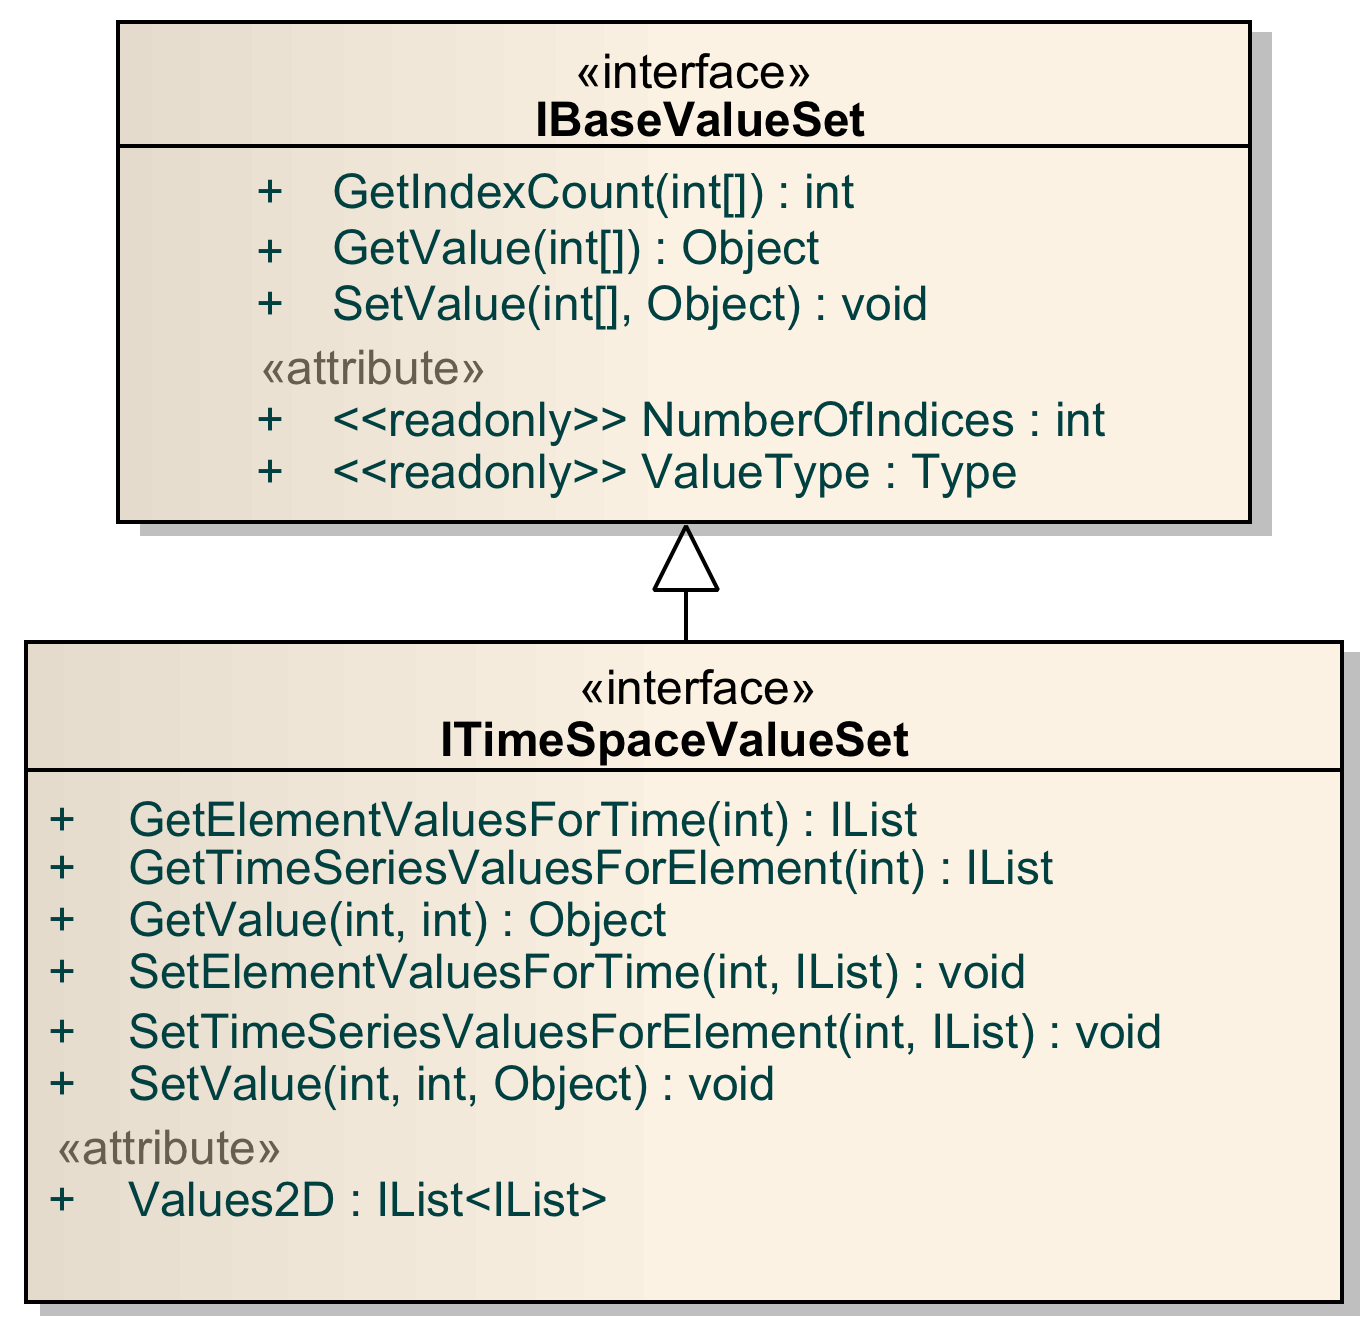 «interface»
IBaseValueSet
+ GetIndexCount(int[]) : int
+ GetValue(int[]) : Object
+ SetValue(int[], Object) : void
«attribute»
+ <<readonly>> NumberOfIndices : int
+ <<readonly>> ValueType : Type
«interface»
ITimeSpaceValueSet
+ GetElementValuesForTime(int) : IList
+ GetTimeSeriesValuesForElement(int) : IList
+ GetValue(int, int) : Object
+ SetElementValuesForTime(int, IList) : void
+ SetTimeSeriesValuesForElement(int, IList) : void
+ SetValue(int, int, Object) : void
«attribute»
+ Values2D : IList<IList>